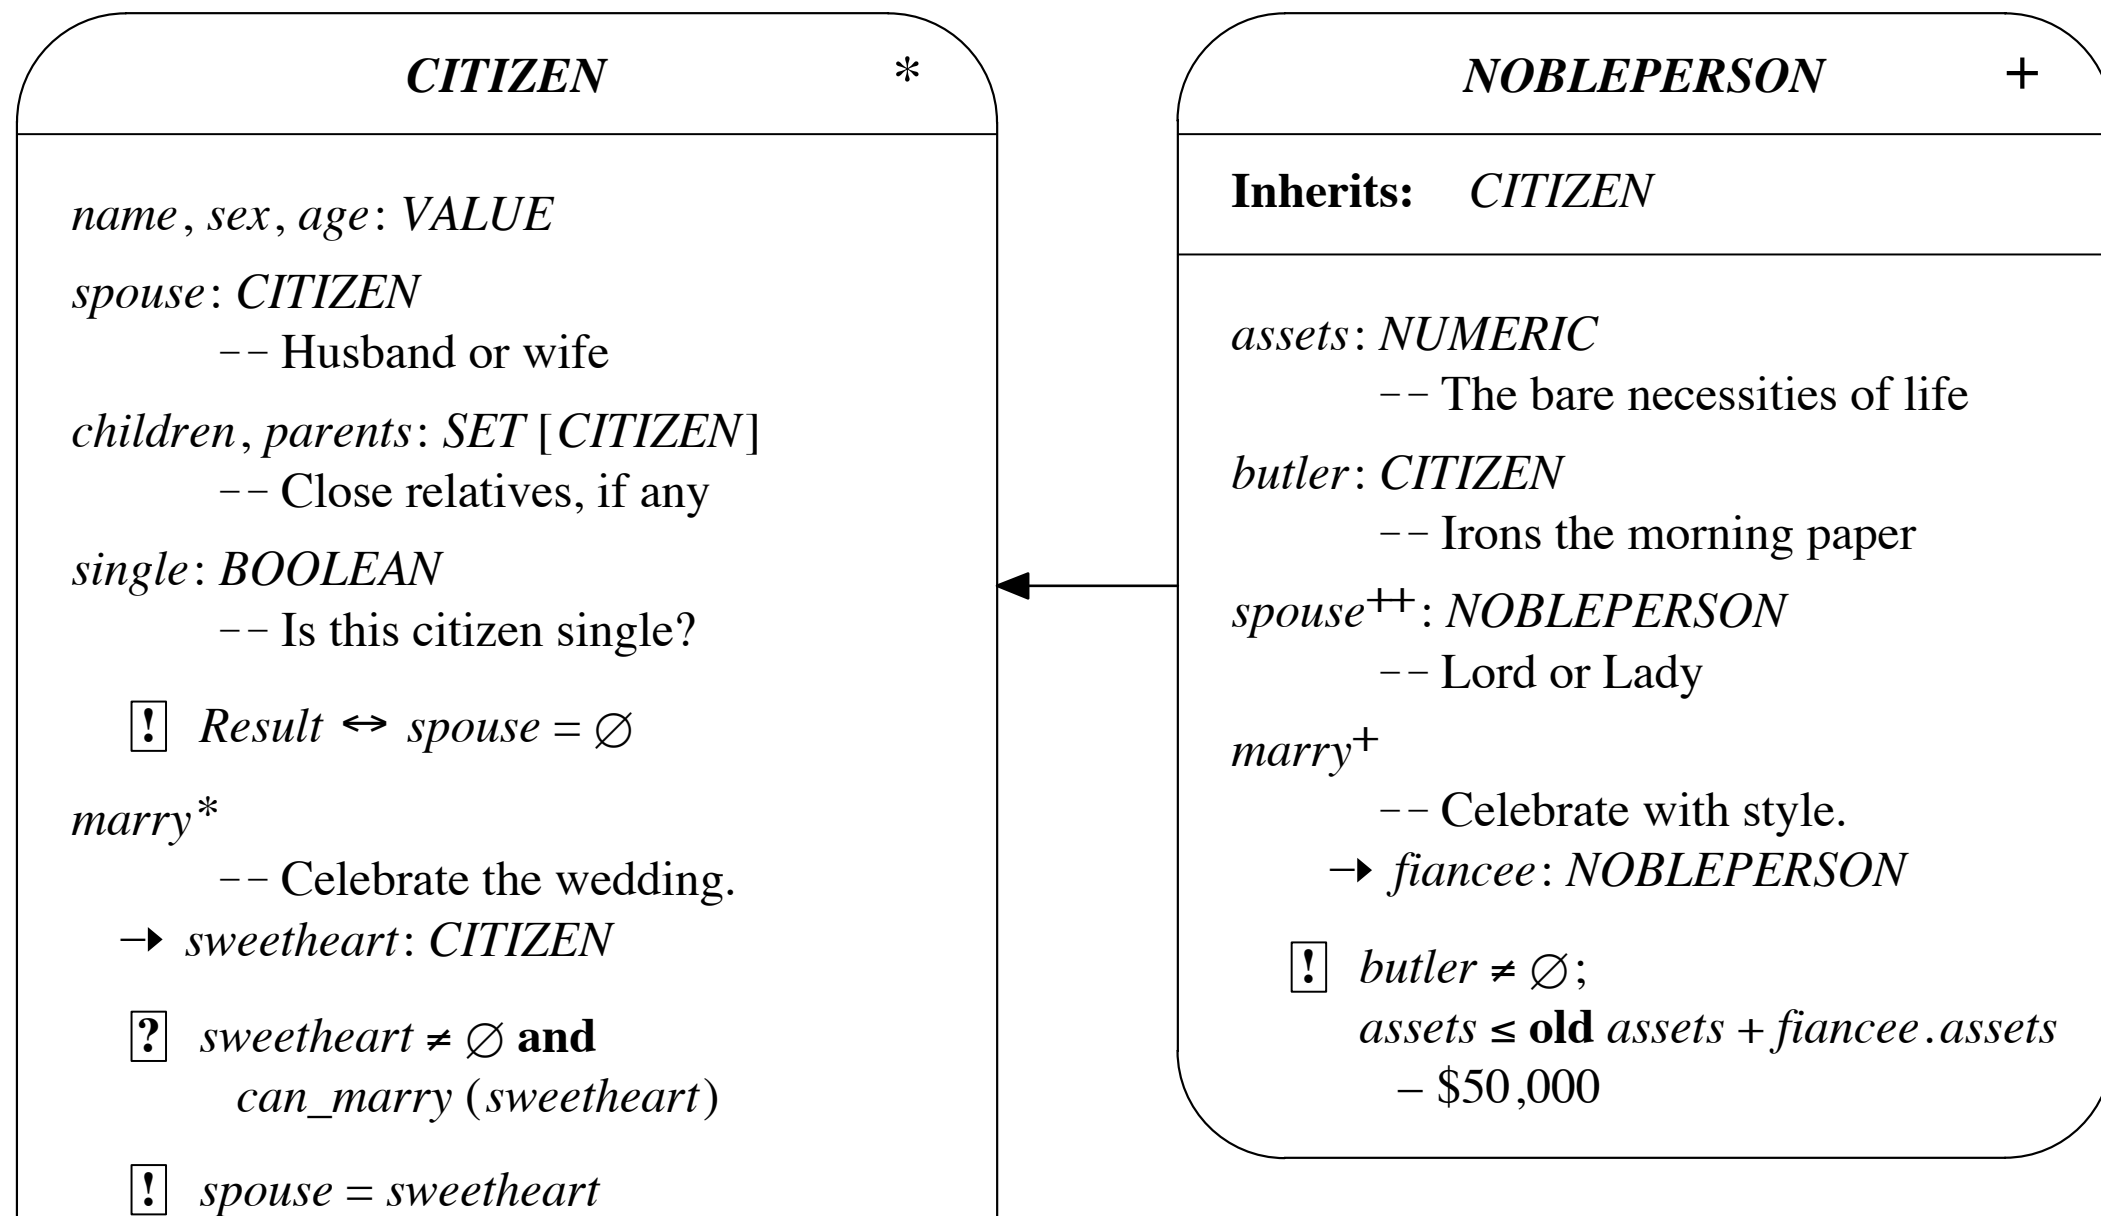 CITIZEN *
name, sex, age: VALUE
spouse: CITIZEN
-- Husband or wife
children, parents: SET [CITIZEN]
-- Close relatives, if any
single: BOOLEAN
-- Is this citizen single?
! Result ↔ spouse = ∅
marry*
-- Celebrate the wedding.
→ sweetheart: CITIZEN
? sweetheart ≠ ∅ and
can_marry (sweetheart)
! spouse = sweetheart
NOBLEPERSON +
Inherits: CITIZEN
assets: NUMERIC
-- The bare necessities of life
butler: CITIZEN
-- Irons the morning paper
spouse++: NOBLEPERSON
-- Lord or Lady
marry+
-- Celebrate with style.
→ fiancee: NOBLEPERSON
! butler ≠ ∅;
assets ≤ old assets + fiancee.assets
– $50,000